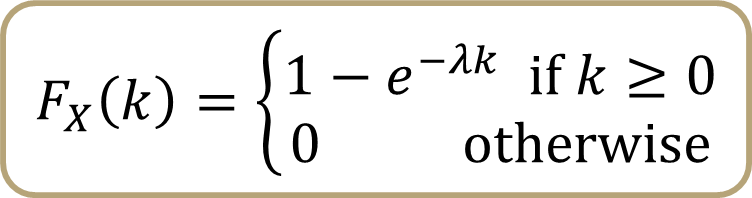 F_X(k) = { 1 − e^{−λk} if k ≥ 0
0 otherwise